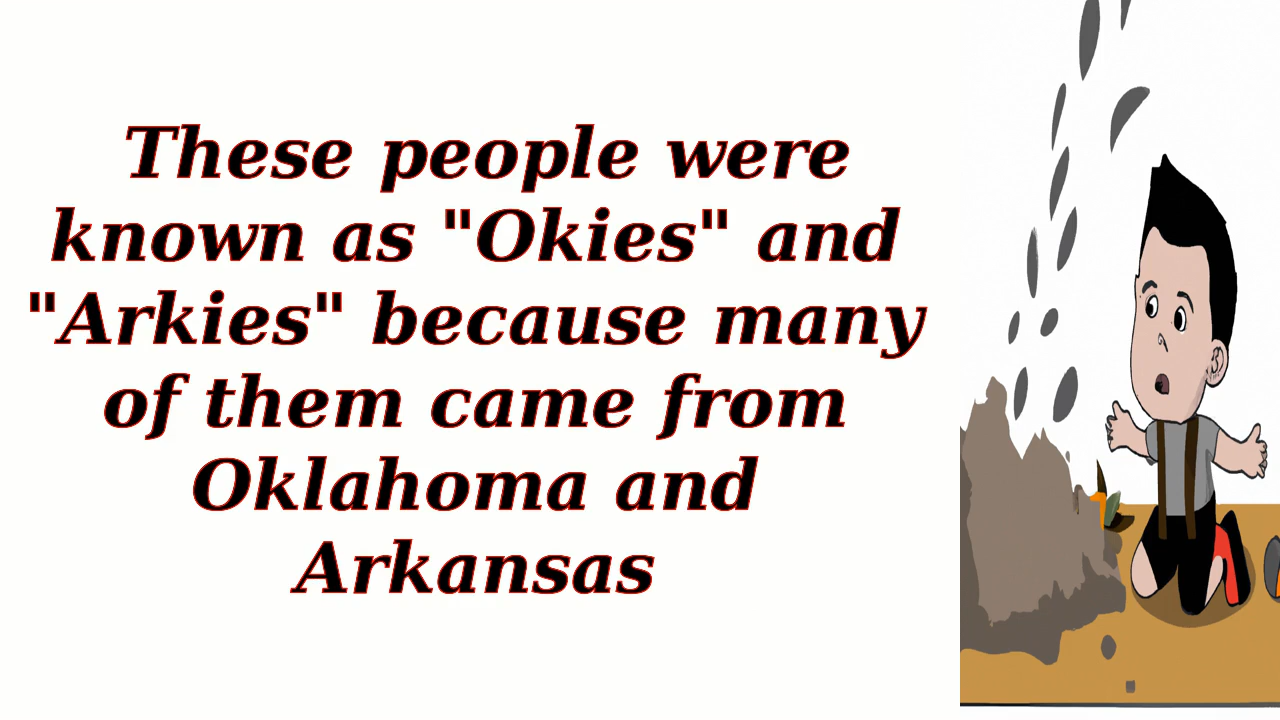 These people were
known as "Okies" and
"Arkies" because many
of them came from
Oklahoma and
Arkansas